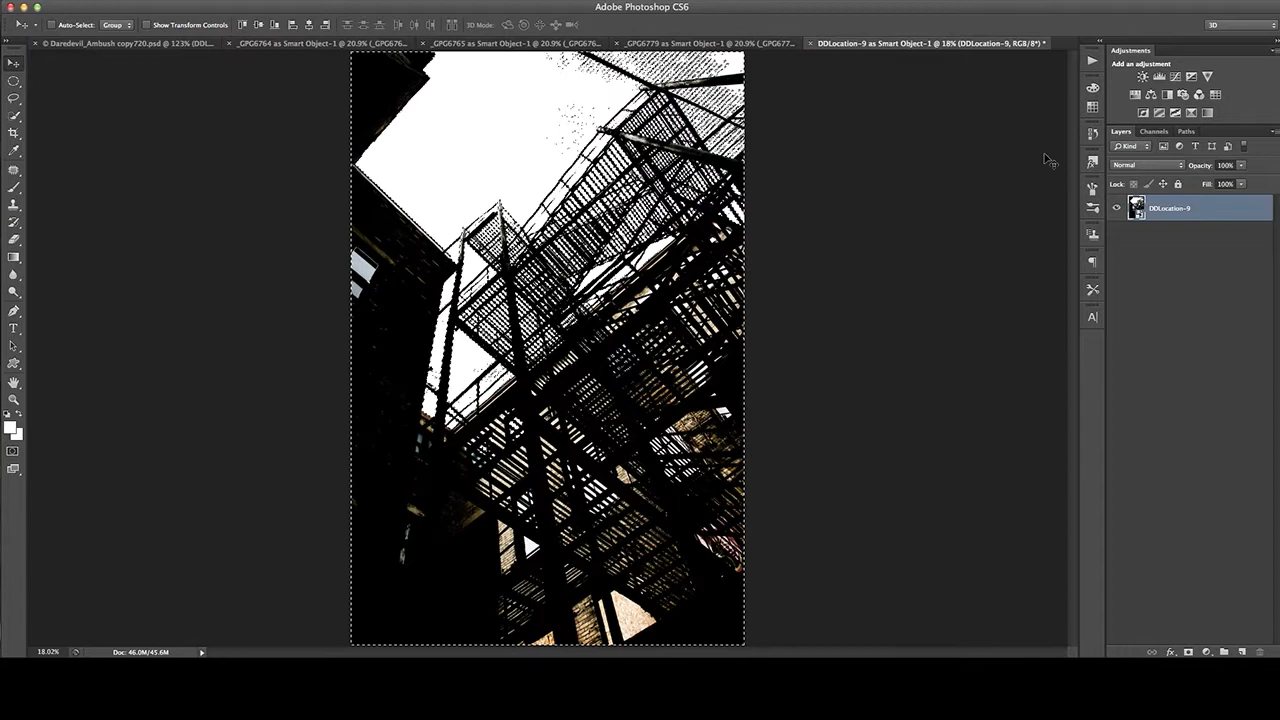 Adobe Photoshop CS6
Auto-Select: Group Show Transform Controls 3D Mode: 3D
© Daredevil_Ambush copy720.psd @ 123% (DDL... _GPG6764 as Smart Object-1 @ 20.9% (_GPG676... _GPG6765 as Smart Object-1 @ 20.9% (_GPG676... _GPG6779 as Smart Object-1 @ 20.9% (_GPG677... DDLocation-9 as Smart Object-1 @ 18% (DDLocation-9, RGB/8*) *
Adjustments
Add an adjustment
Layers Channels Paths
Kind
Normal Opacity: 100%
Lock: Fill: 100%
DDLocation-9
18.02% Doc: 46.0M/45.6M